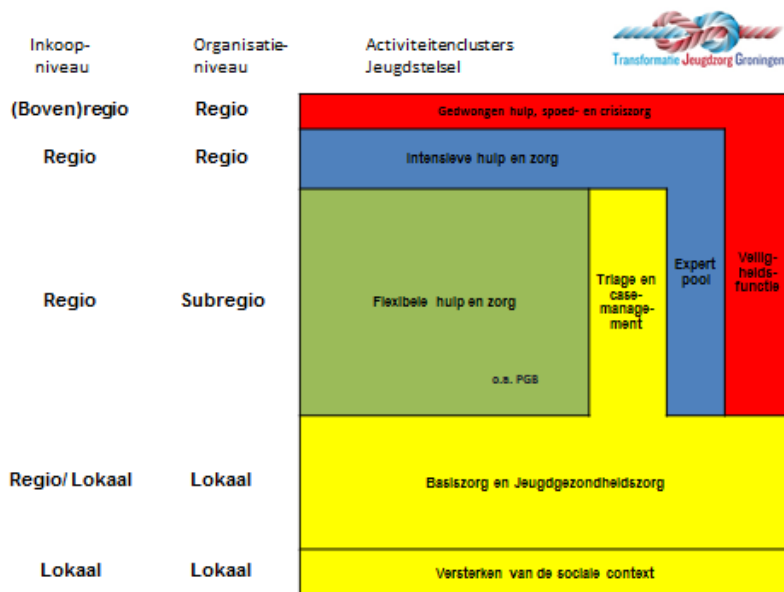 Inkoop-
niveau
Organisatie-
niveau
Activiteitenclusters
Jeugdstelsel
Transformatie Jeugdzorg Groningen
(Boven)regio
Regio
Gedwongen hulp, spoed- en crisiszorg
Regio
Regio
Intensieve hulp en zorg
Regio
Subregio
Flexibele hulp en zorg
o.a. PGB
Triage en
case-
manage-
ment
Expert
pool
Veilig-
heids-
functie
Regio/ Lokaal
Lokaal
Basiszorg en Jeugdgezondheidszorg
Lokaal
Lokaal
Versterken van de sociale context